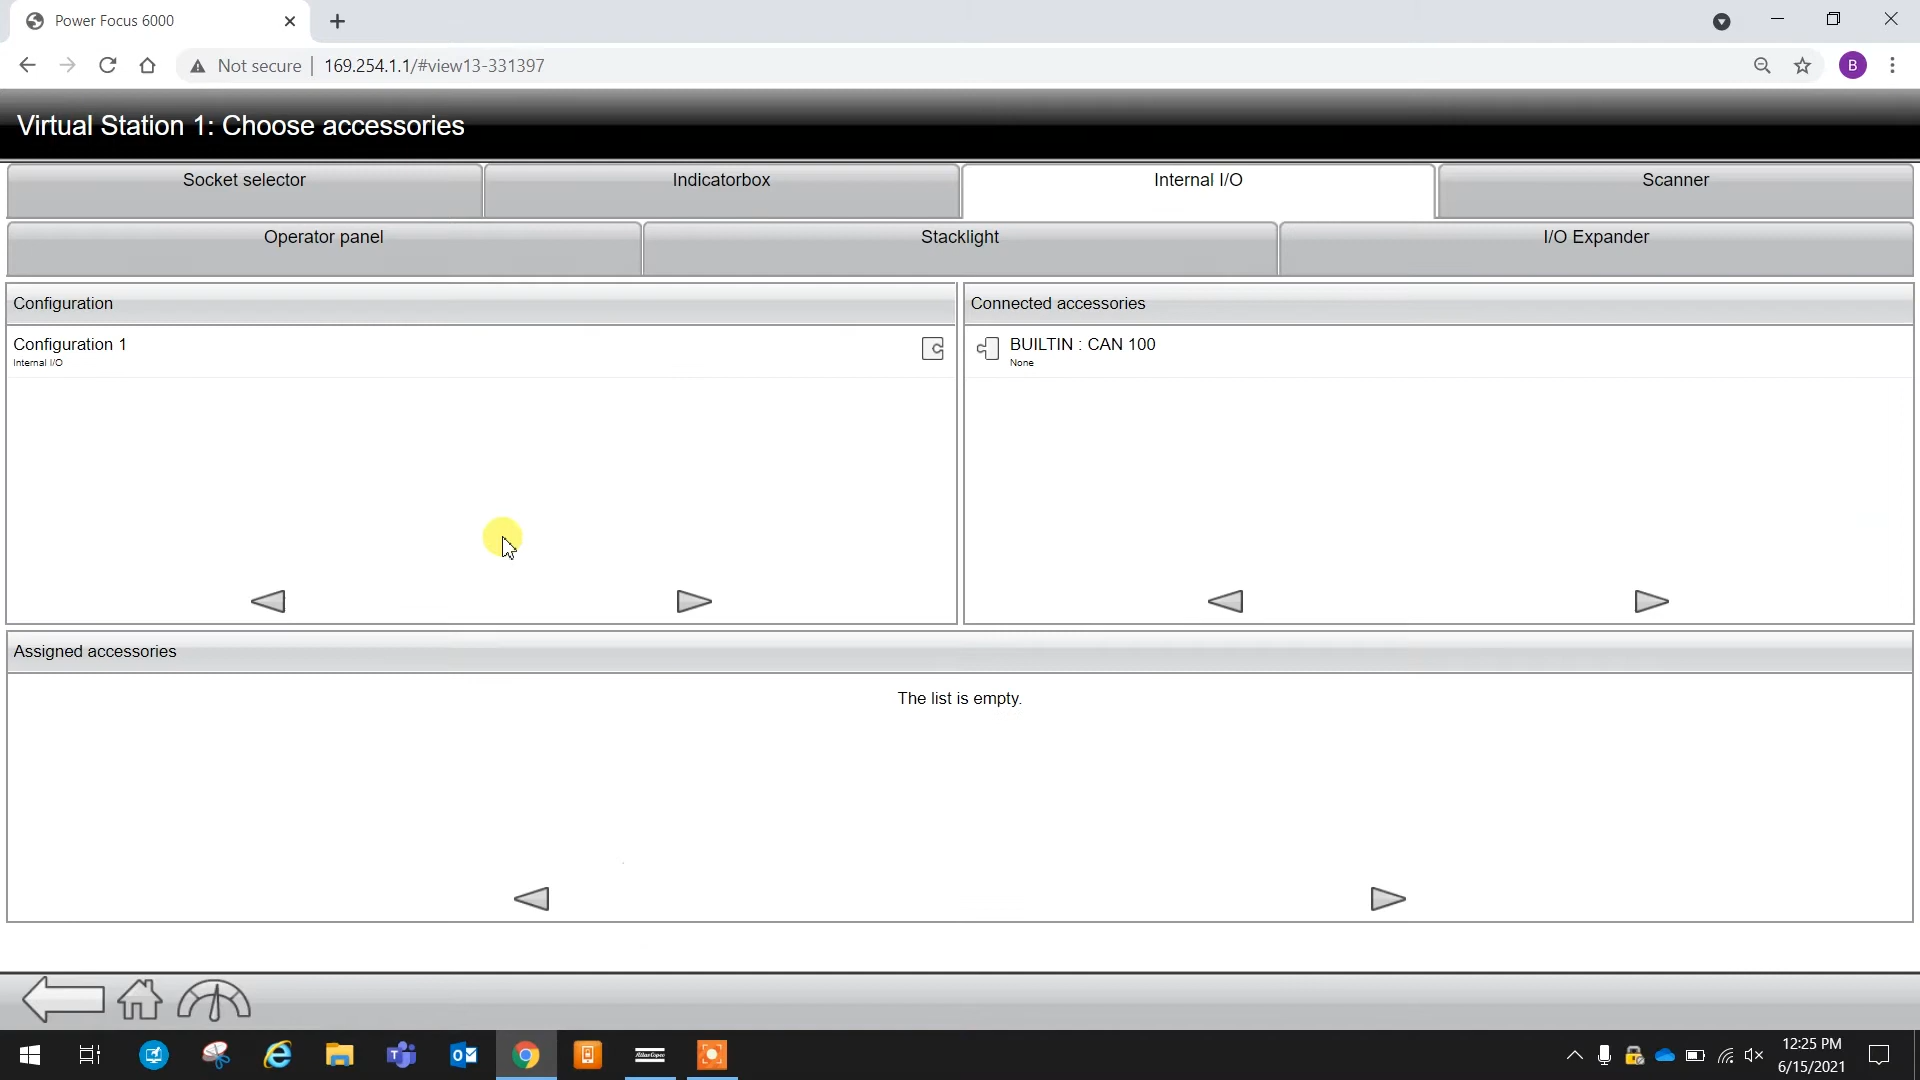 Power Focus 6000
Not secure | 169.254.1.1/#view13-331397
B
Virtual Station 1: Choose accessories
Socket selector
Indicatorbox
Internal I/O
Scanner
Operator panel
Stacklight
I/O Expander
Configuration
Connected accessories
Configuration 1
Internal I/O
BUILTIN : CAN 100
None
Assigned accessories
The list is empty.
Atlas Copco
12:25 PM
6/15/2021